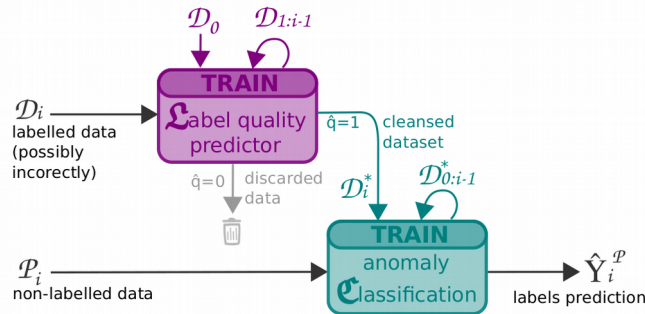 𝒟₀ 𝒟₁:ᵢ₋₁
TRAIN
𝒟ᵢ
labelled data
(possibly
incorrectly)
𝕷abel quality
predictor
q̂=1
cleansed
dataset
q̂=0
discarded
data
𝒟ᵢ* 𝒟*₀:ᵢ₋₁
TRAIN
𝒫ᵢ
non-labelled data
anomaly
𝕮lassification
Ŷᵢ^𝒫
labels prediction